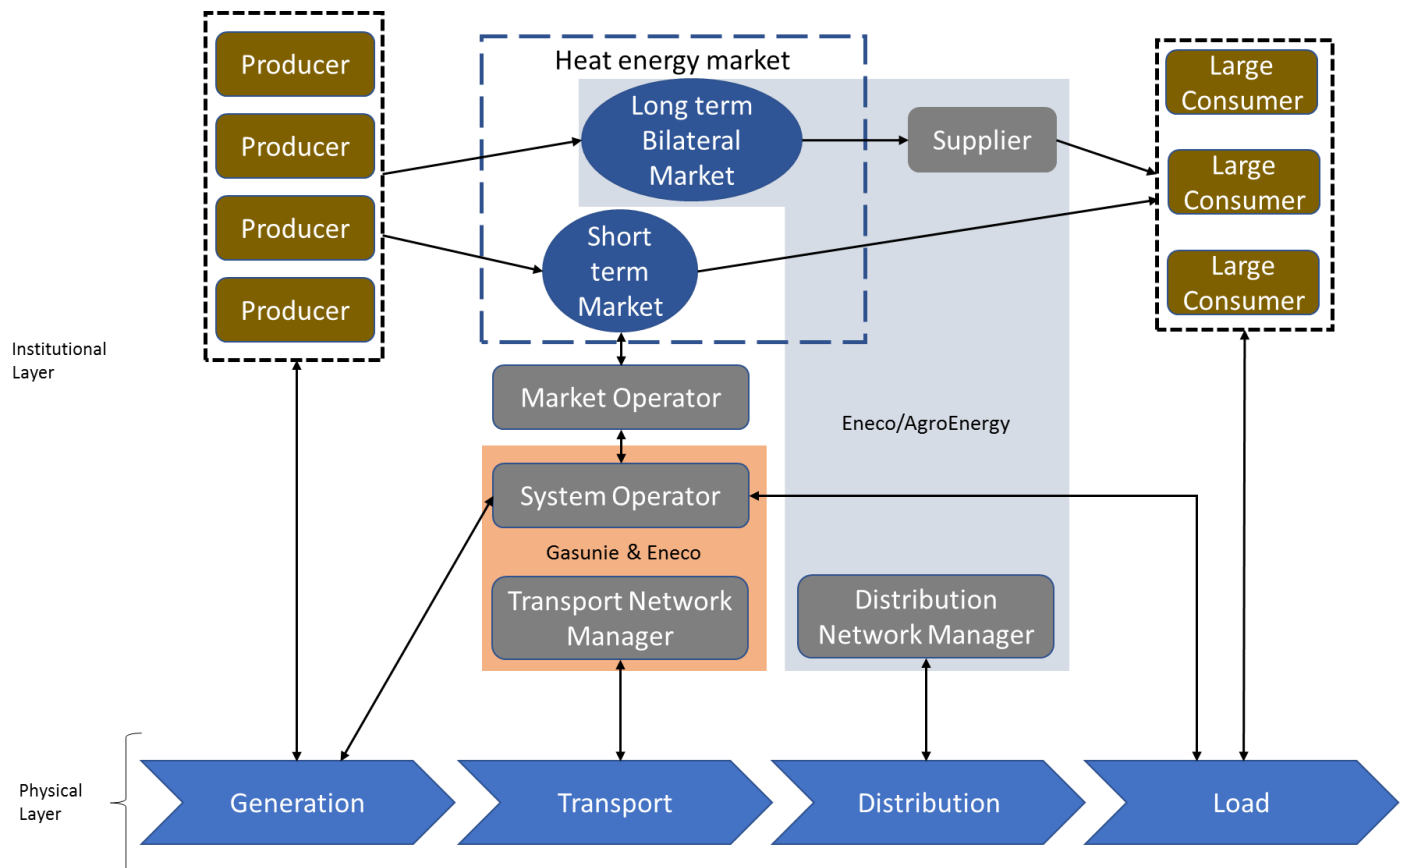 Producer
Producer
Producer
Producer
Heat energy market
Long term
Bilateral
Market
Short
term
Market
Supplier
Large
Consumer
Large
Consumer
Large
Consumer
Institutional
Layer
Market Operator
Eneco/AgroEnergy
System Operator
Gasunie & Eneco
Transport Network
Manager
Distribution
Network Manager
Physical
Layer
Generation
Transport
Distribution
Load